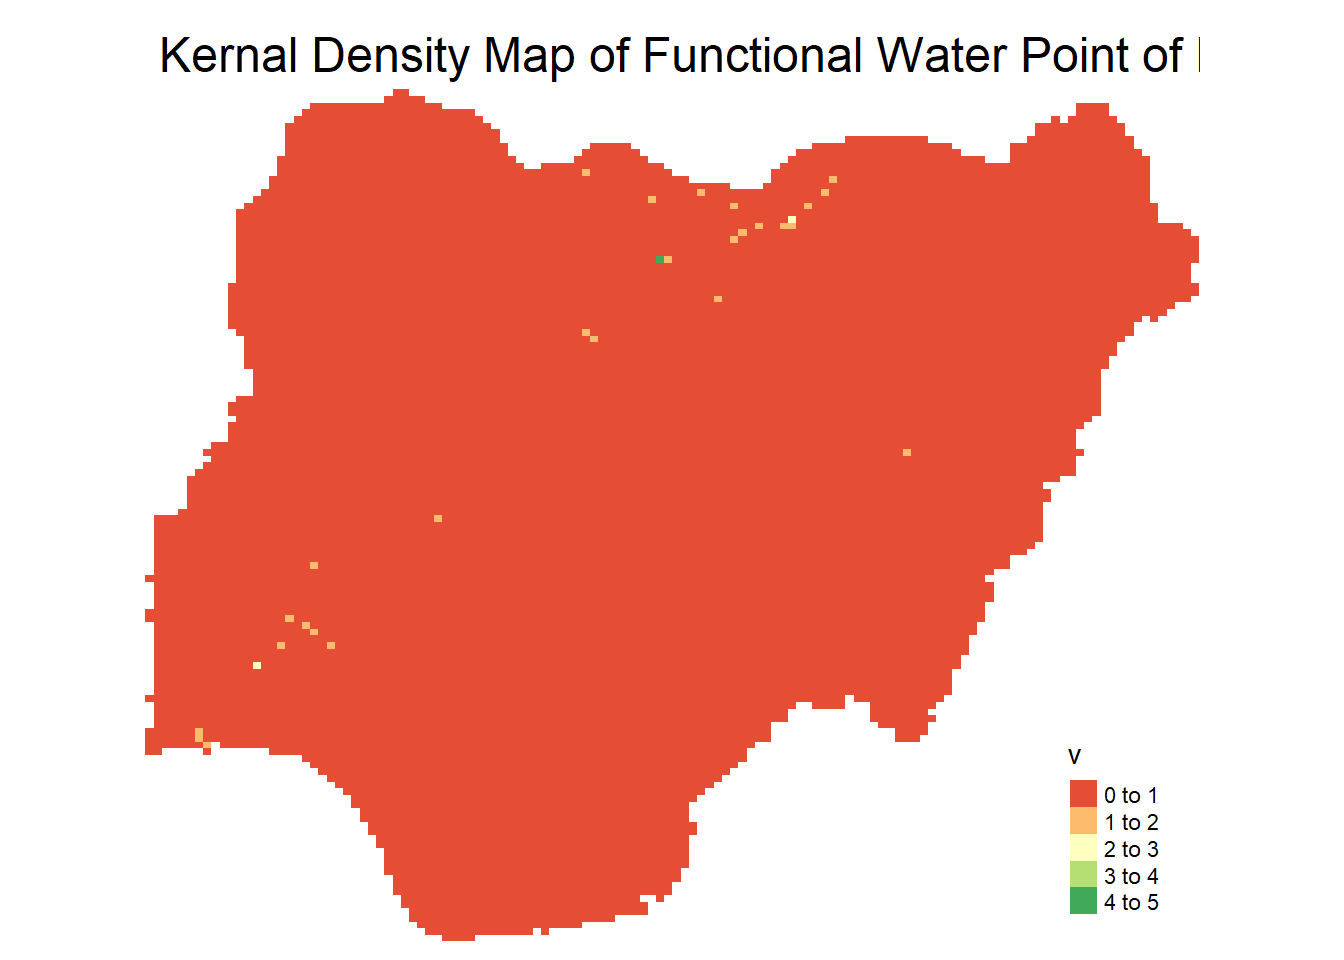 Kernal Density Map of Functional Water Point of
v
0 to 1
1 to 2
2 to 3
3 to 4
4 to 5